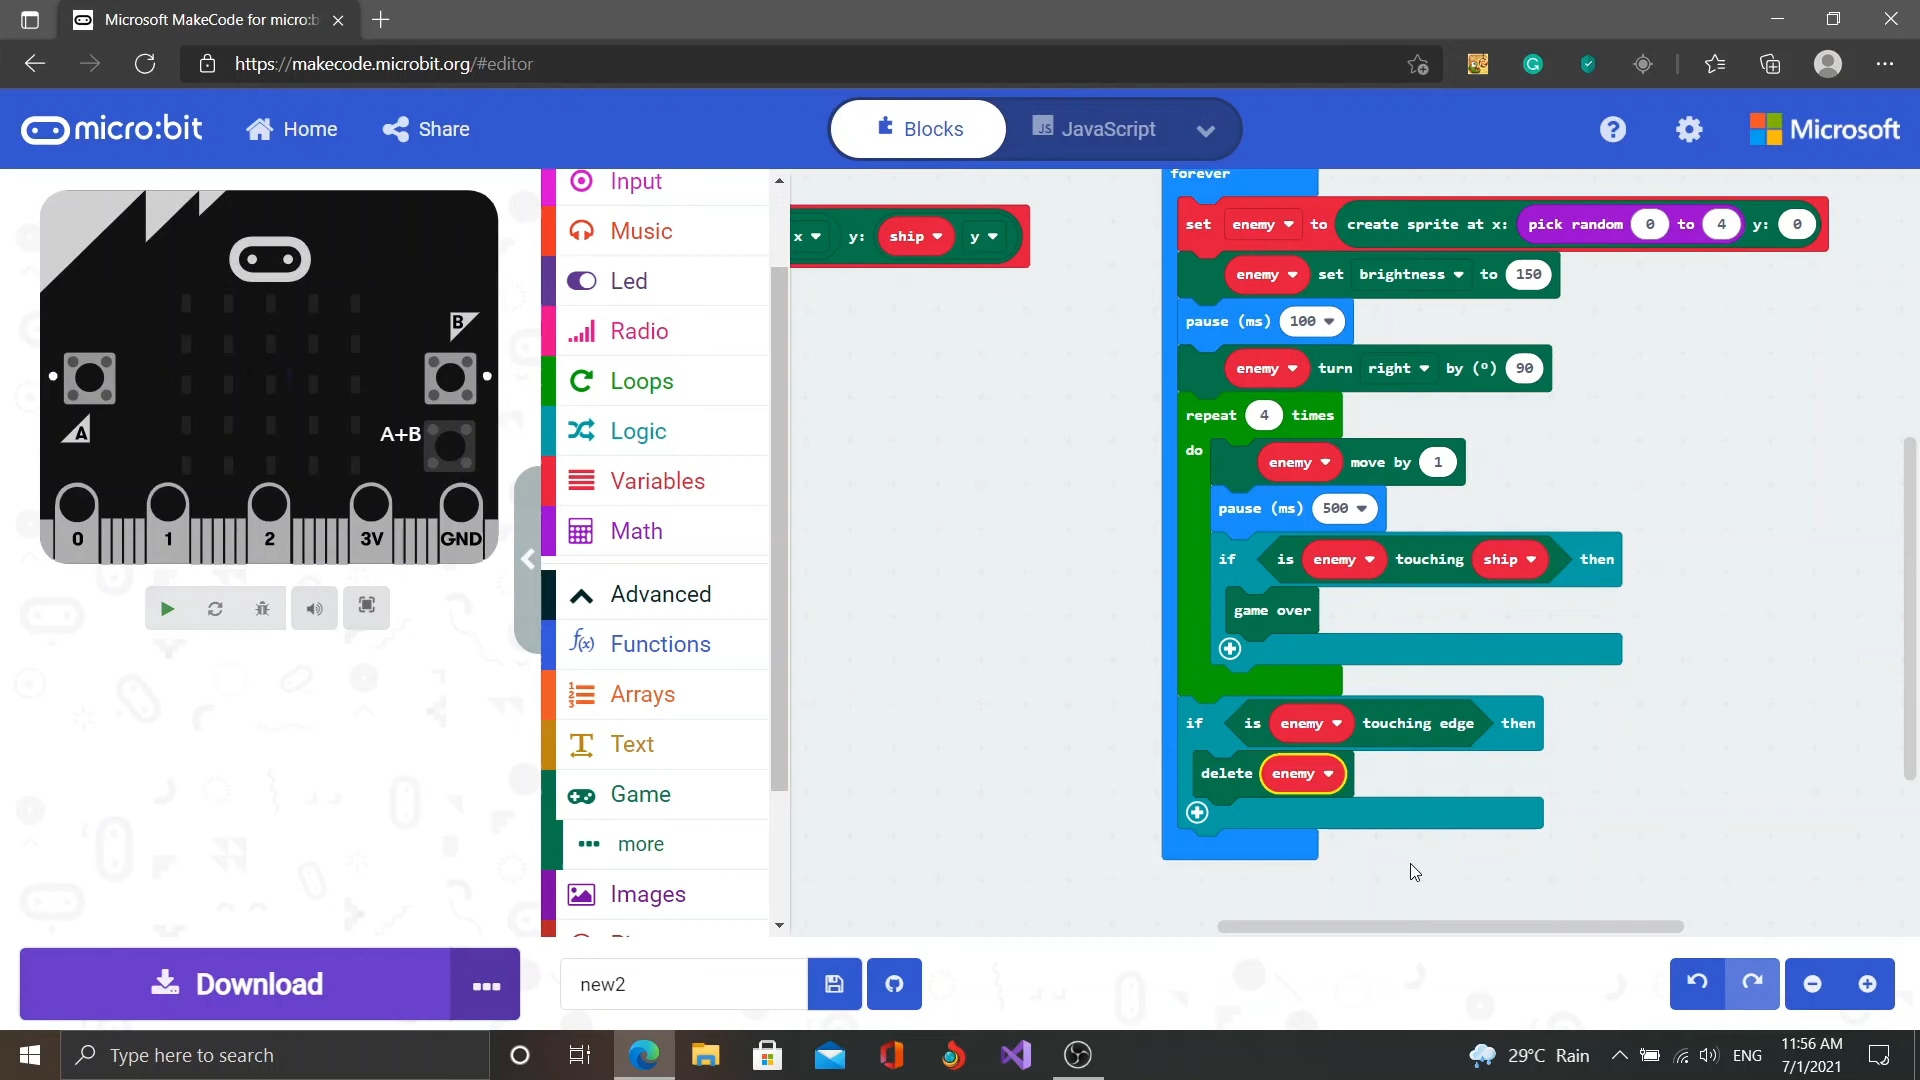 Microsoft MakeCode for micro:b
https://makecode.microbit.org/#editor
micro:bit
Home
Share
Blocks
JS JavaScript
Microsoft
B
A
A+B
0 1 2 3V GND
Input
Music
Led
Radio
Loops
Logic
Variables
Math
Advanced
Functions
Arrays
Text
Game
more
Images
x y: ship y
forever
set enemy to create sprite at x: pick random 0 to 4 y: 0
enemy set brightness to 150
pause (ms) 100
enemy turn right by (º) 90
repeat 4 times
do
enemy move by 1
pause (ms) 500
if is enemy touching ship then
game over
if is enemy touching edge then
delete enemy
Download
new2
Type here to search
29°C Rain
ENG
11:56 AM
7/1/2021